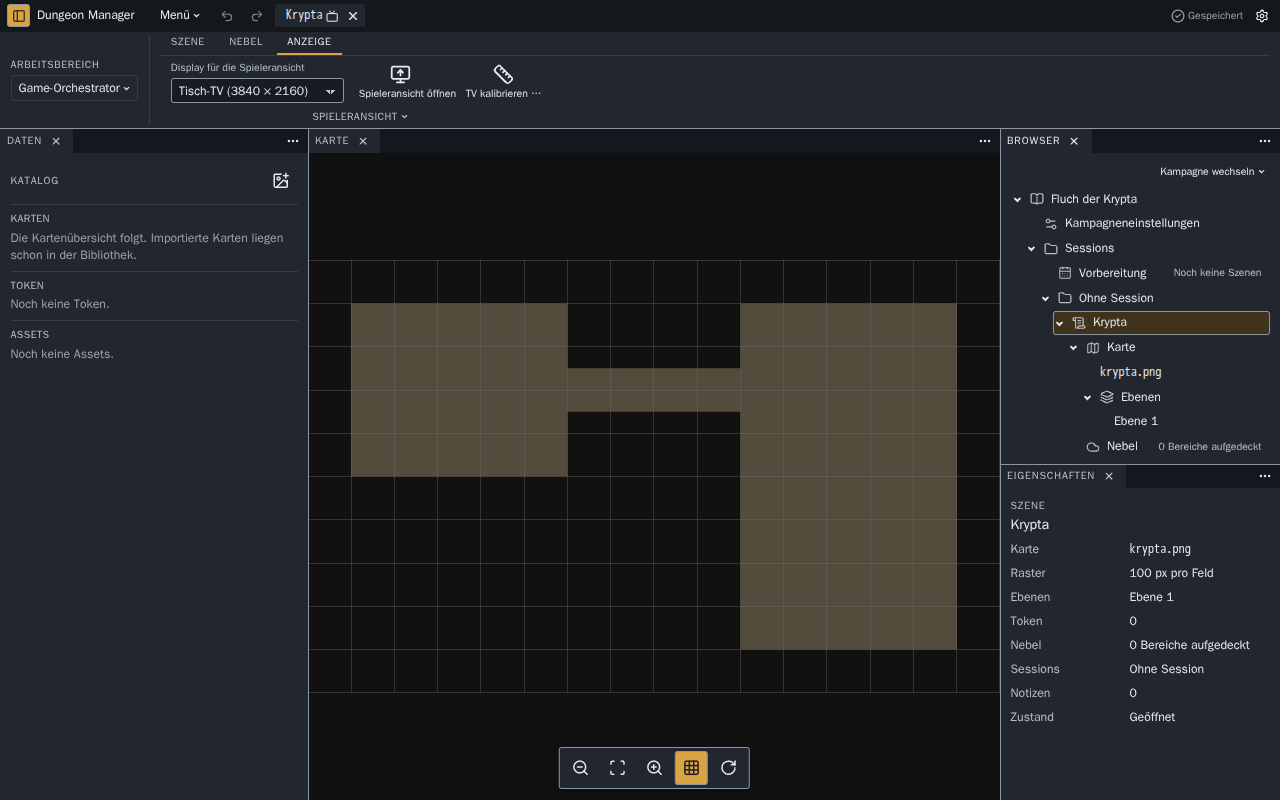 Dungeon Manager
Menü
Krypta
Gespeichert
ARBEITSBEREICH
Game-Orchestrator
SZENE
NEBEL
ANZEIGE
Display für die Spieleransicht
Tisch-TV (3840 × 2160)
Spieleransicht öffnen
TV kalibrieren ···
SPIELERANSICHT
DATEN
KATALOG
KARTEN
Die Kartenübersicht folgt. Importierte Karten liegen
schon in der Bibliothek.
TOKEN
Noch keine Token.
ASSETS
Noch keine Assets.
KARTE
BROWSER
Kampagne wechseln
Fluch der Krypta
Kampagneneinstellungen
Sessions
Vorbereitung Noch keine Szenen
Ohne Session
Krypta
Karte
krypta.png
Ebenen
Ebene 1
Nebel 0 Bereiche aufgedeckt
EIGENSCHAFTEN
SZENE
Krypta
Karte krypta.png
Raster 100 px pro Feld
Ebenen Ebene 1
Token 0
Nebel 0 Bereiche aufgedeckt
Sessions Ohne Session
Notizen 0
Zustand Geöffnet